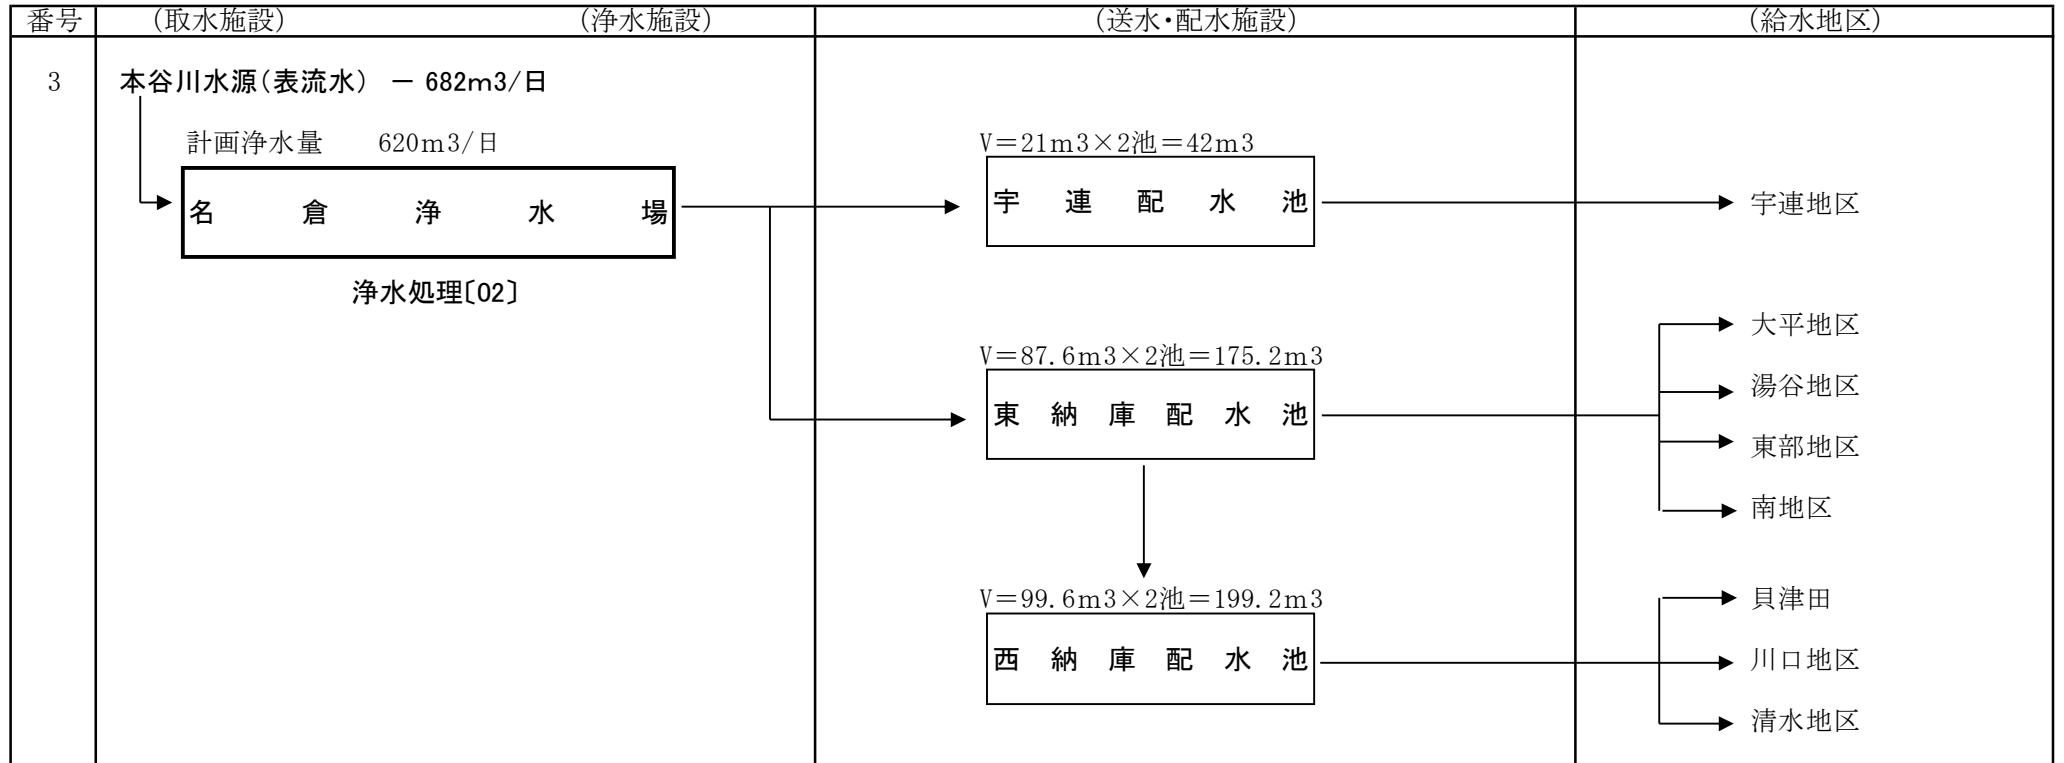 番号 (取水施設) (浄水施設) (送水・配水施設) (給水地区)
3 本谷川水源(表流水) － 682m3/日
計画浄水量 620m3/日
名倉浄水場
浄水処理〔02〕
V＝21m3×2池＝42m3
宇連配水池
宇連地区
V＝87.6m3×2池＝175.2m3
東納庫配水池
大平地区
湯谷地区
東部地区
南地区
V＝99.6m3×2池＝199.2m3
西納庫配水池
貝津田
川口地区
清水地区